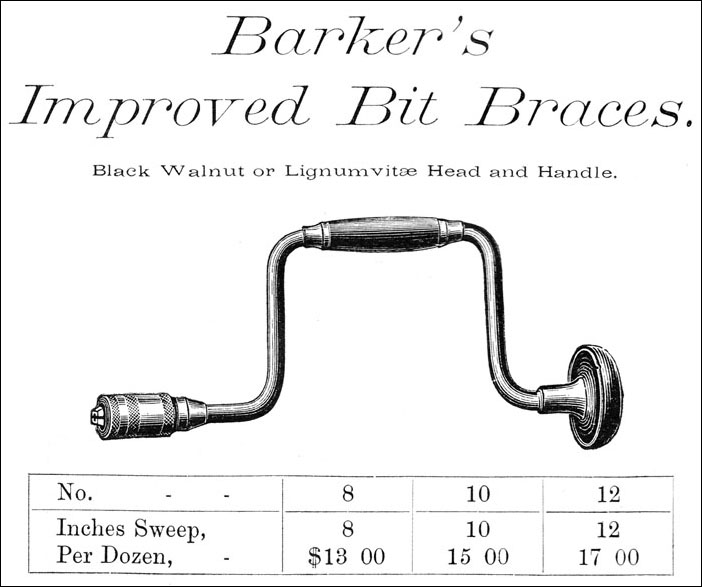 Barker's
Improved Bit Braces.
Black Walnut or Lignumvitæ Head and Handle.
No. - - 8 10 12
Inches Sweep, 8 10 12
Per Dozen, - $13 00 15 00 17 00